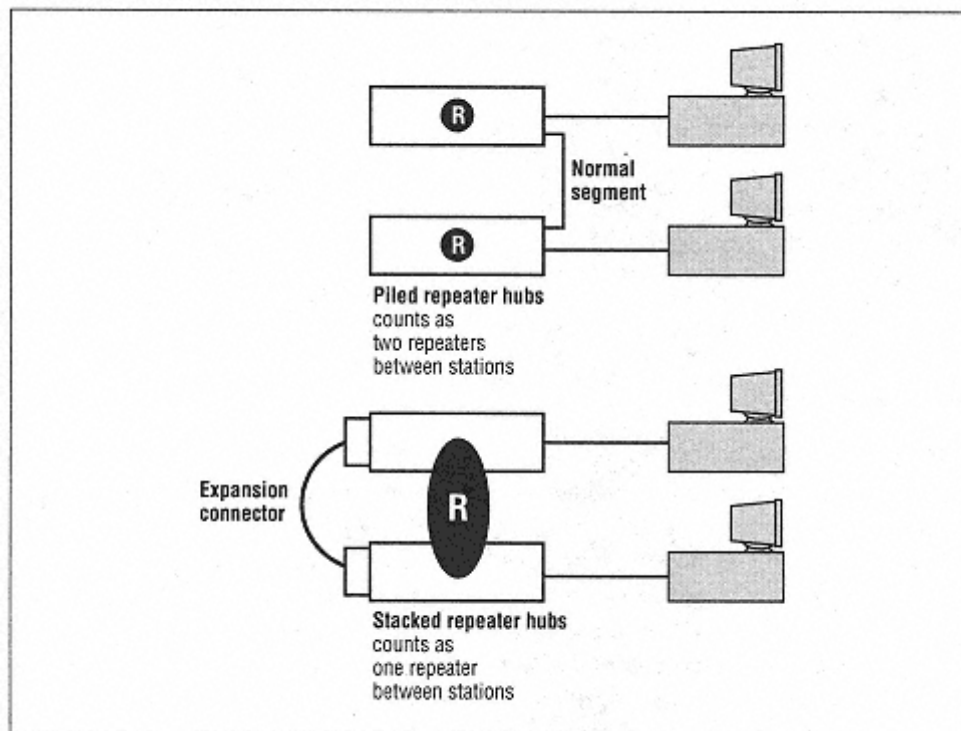 R
Normal
segment
R
Piled repeater hubs
counts as
two repeaters
between stations
Expansion
connector
R
Stacked repeater hubs
counts as
one repeater
between stations